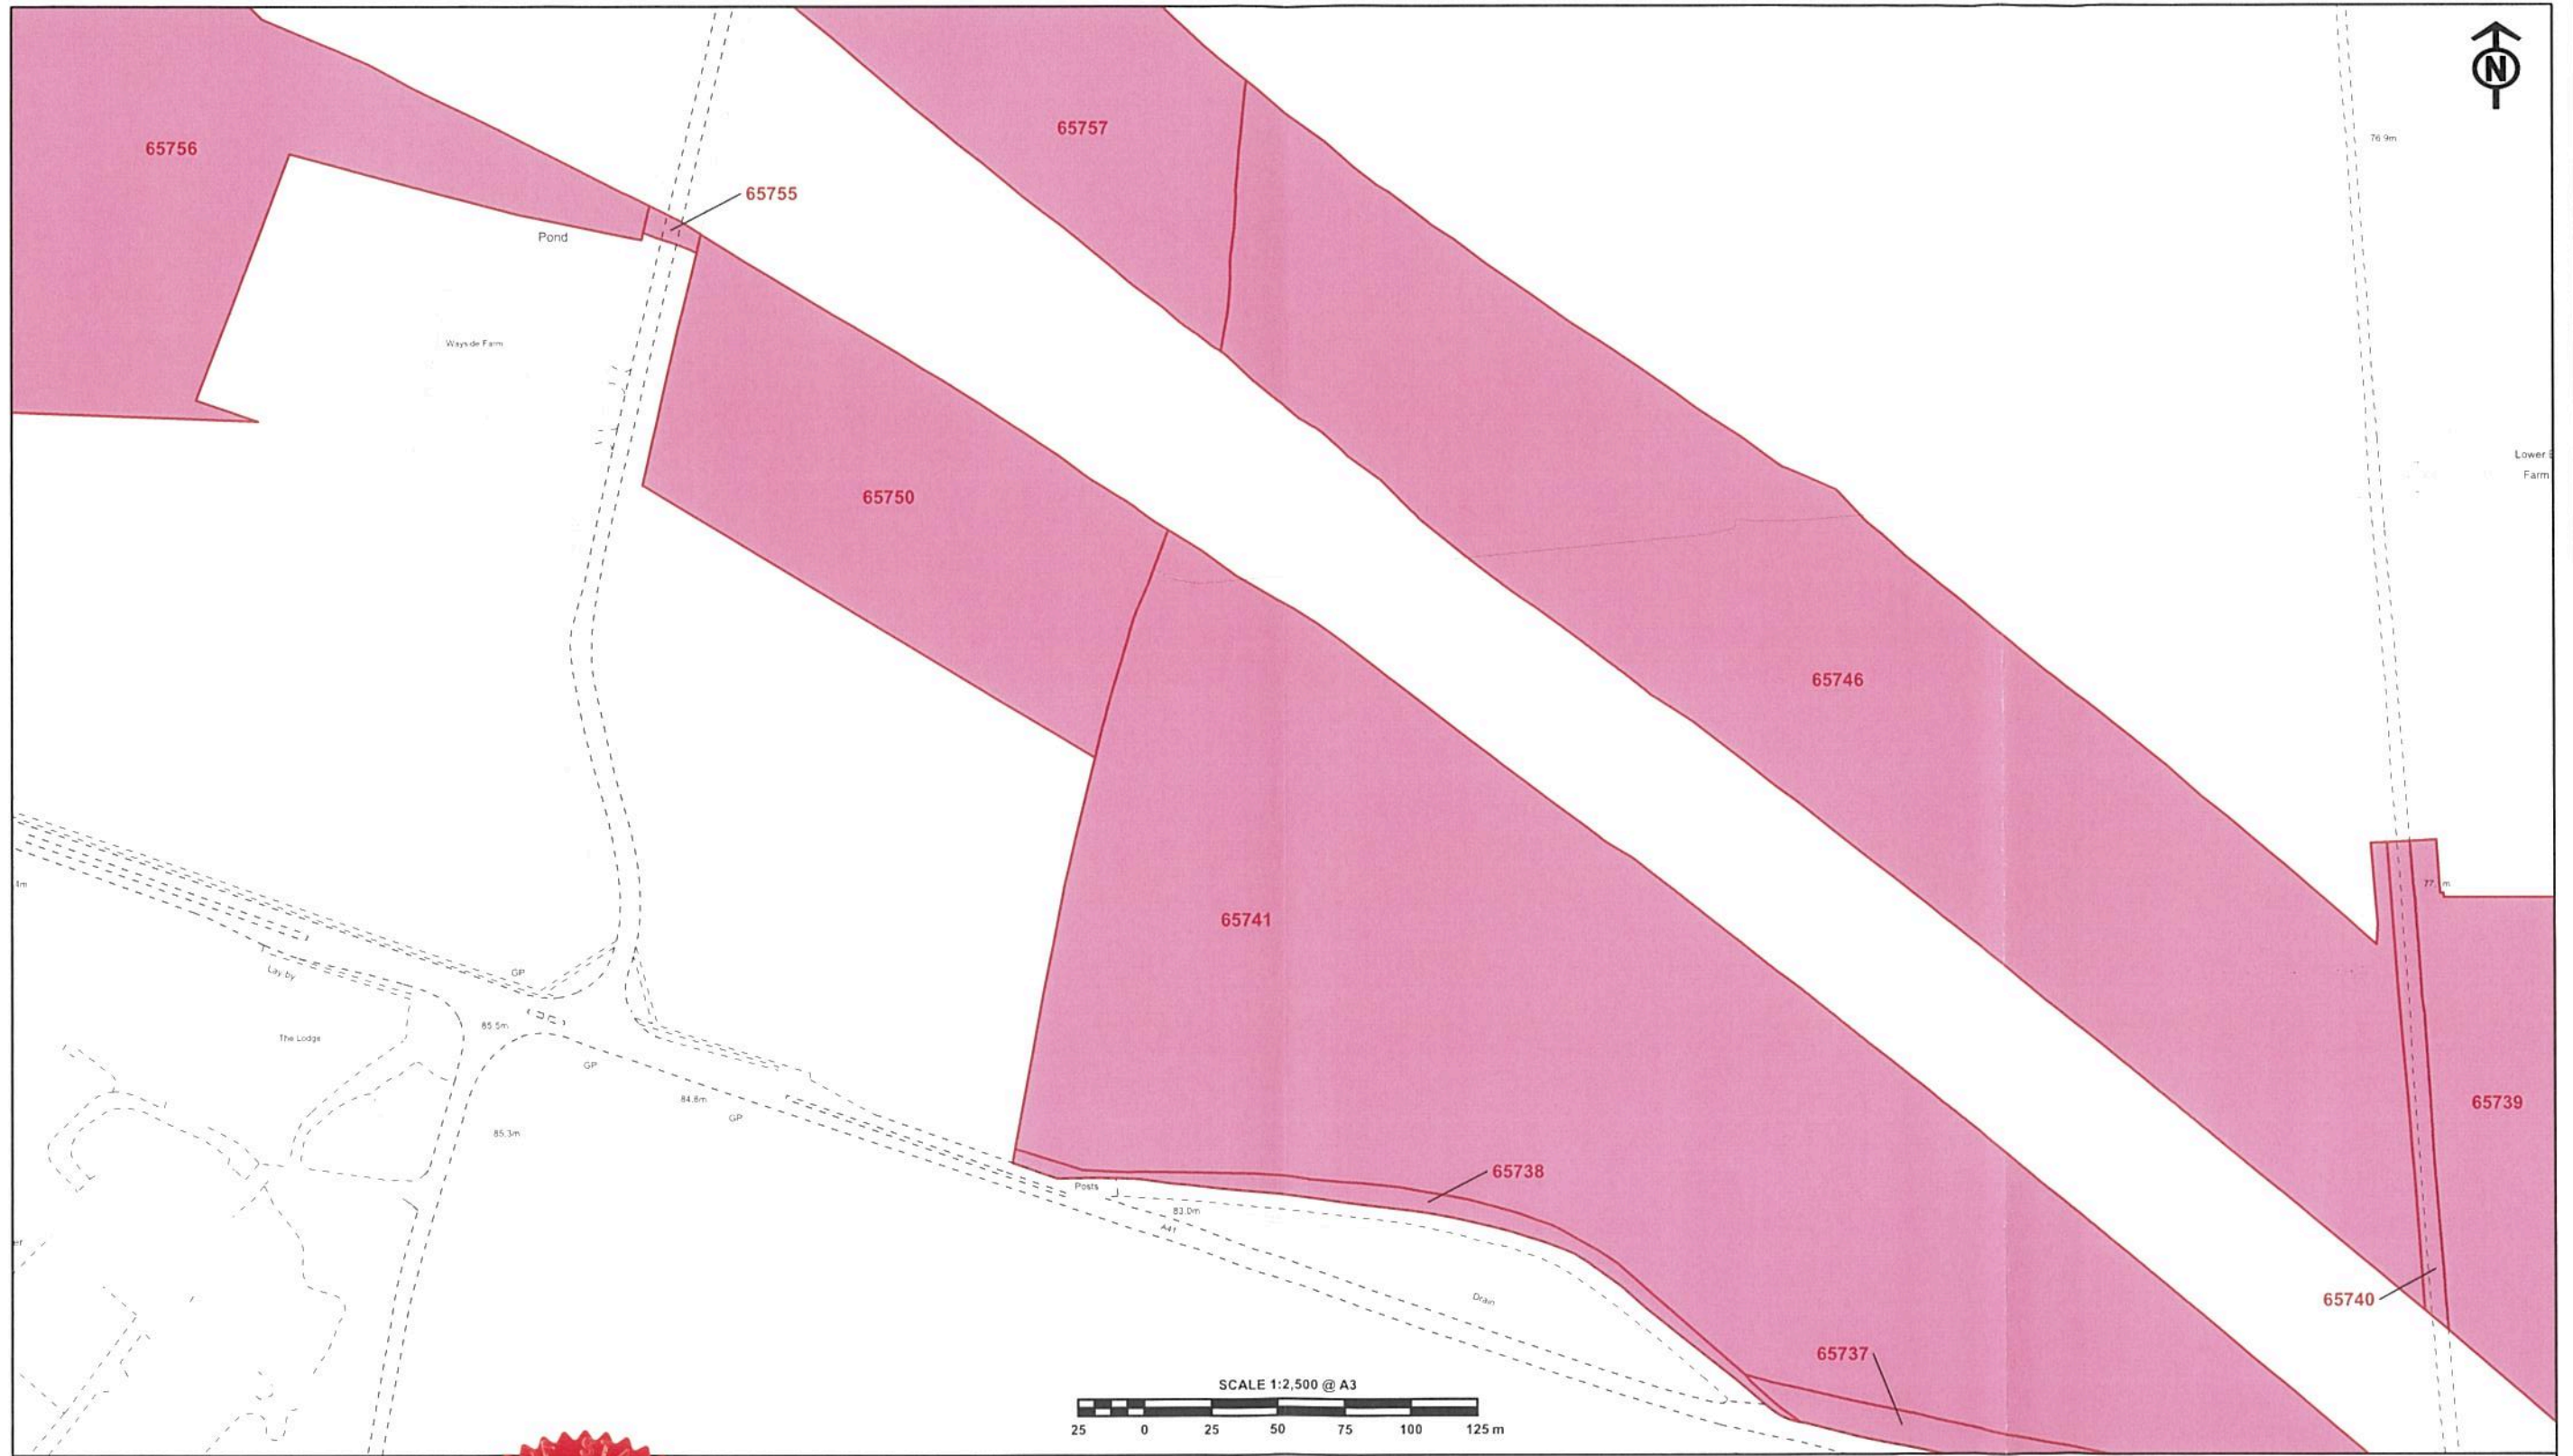 N
76.9m
65757
65756
65755
Pond
Wayside Farm
Lower
Farm
65750
65746
77. m
65741
GP
Lay-by
85.5m
The Lodge
GP
84.8m
65739
GP
85.3m
65738
Posts
83.0m
A41
Drain
65740
65737
SCALE 1:2,500 @ A3
25 0 25 50 75 100 125 m